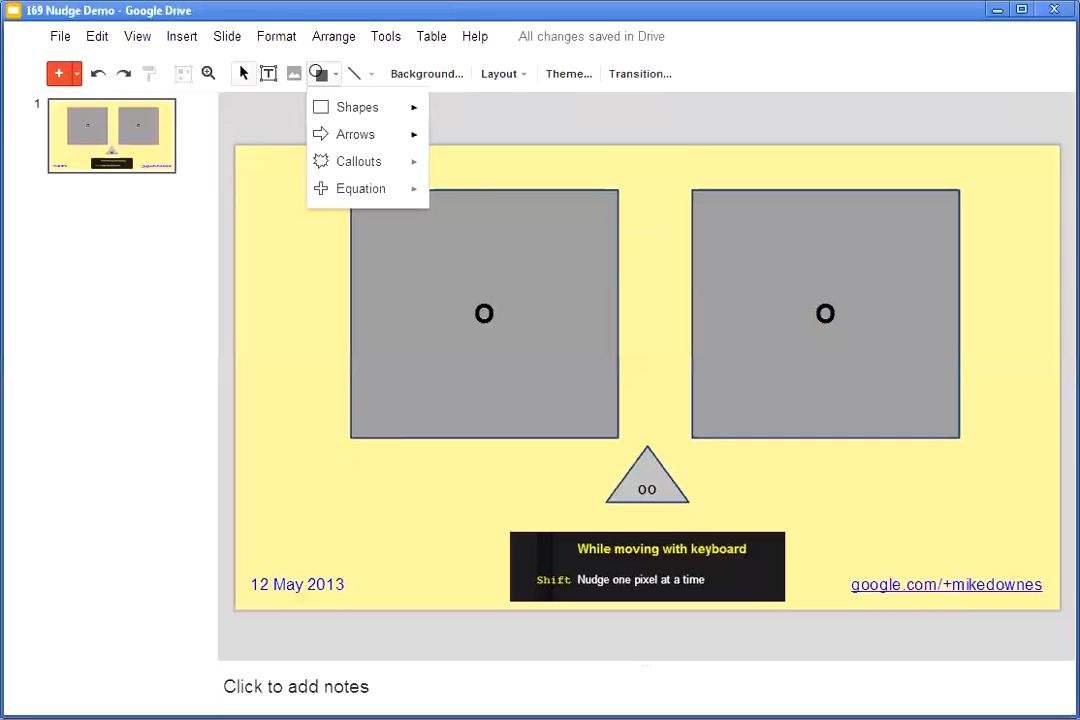 169 Nudge Demo - Google Drive
File Edit View Insert Slide Format Arrange Tools Table Help All changes saved in Drive
Background... Layout Theme... Transition...
1
Shapes
Arrows
Callouts
Equation
O O
OO
While moving with keyboard
Shift Nudge one pixel at a time
12 May 2013
google.com/+mikedownes
Click to add notes